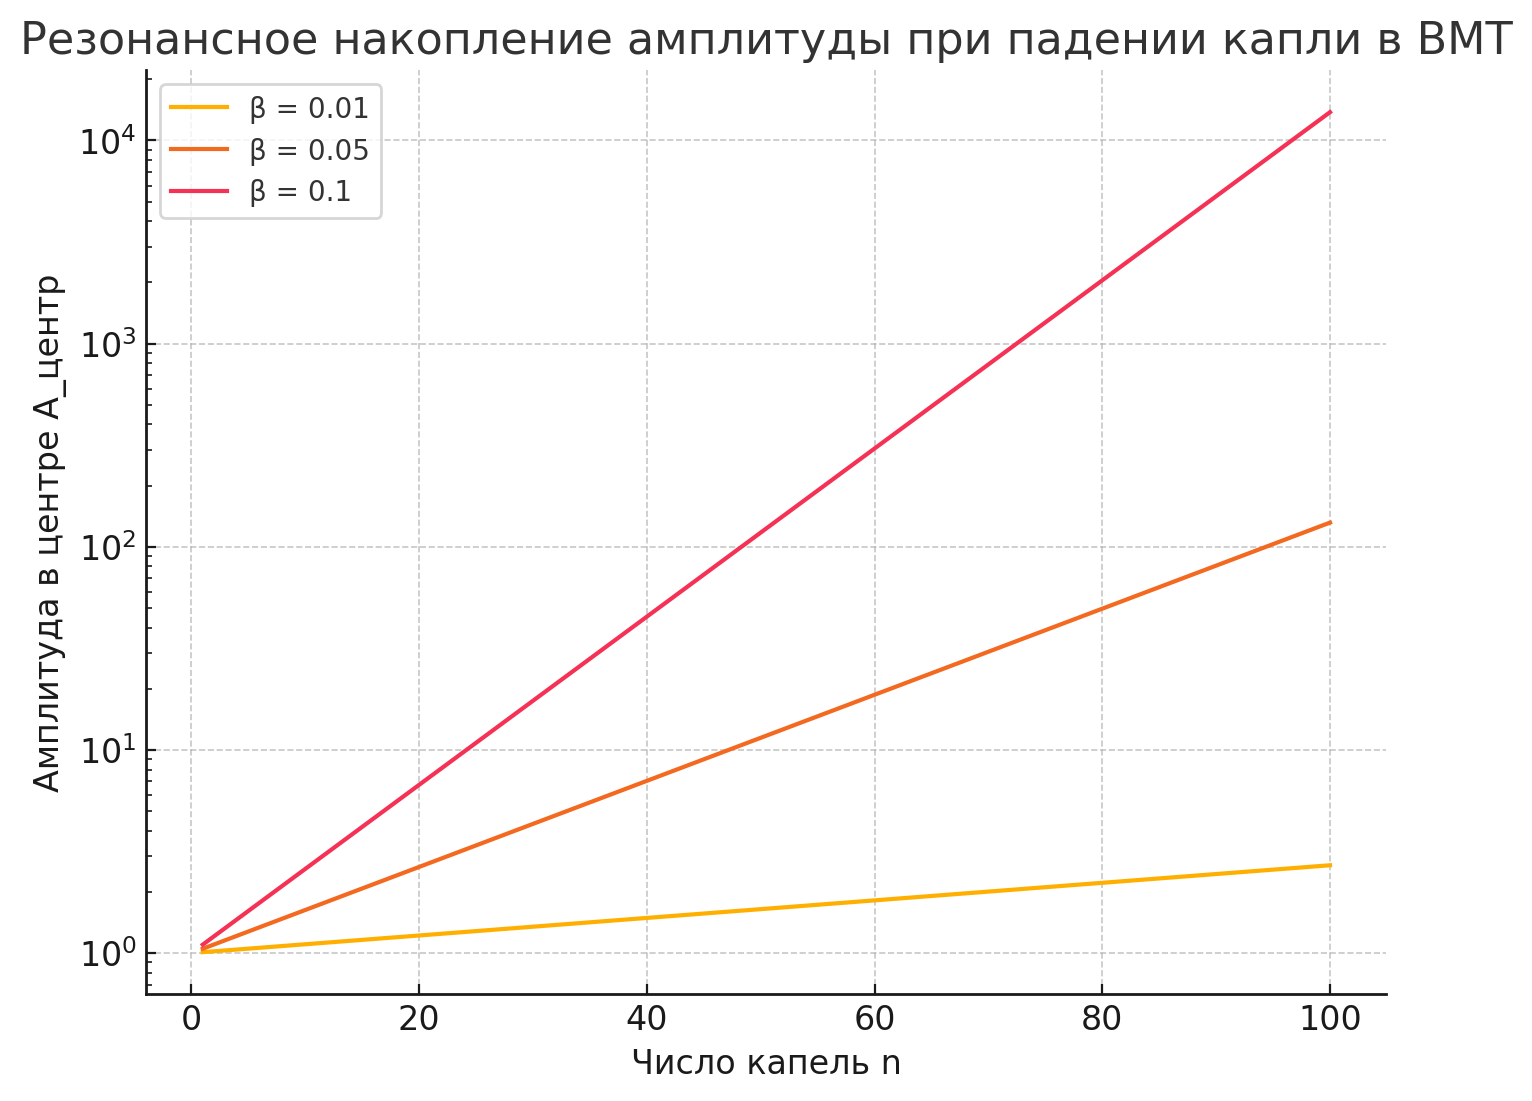 Резонансное накопление амплитуды при падении капли в ВМТ
β = 0.01
β = 0.05
β = 0.1
Амплитуда в центре A_центр
10⁴
10³
10²
10¹
10⁰
0 20 40 60 80 100
Число капель n